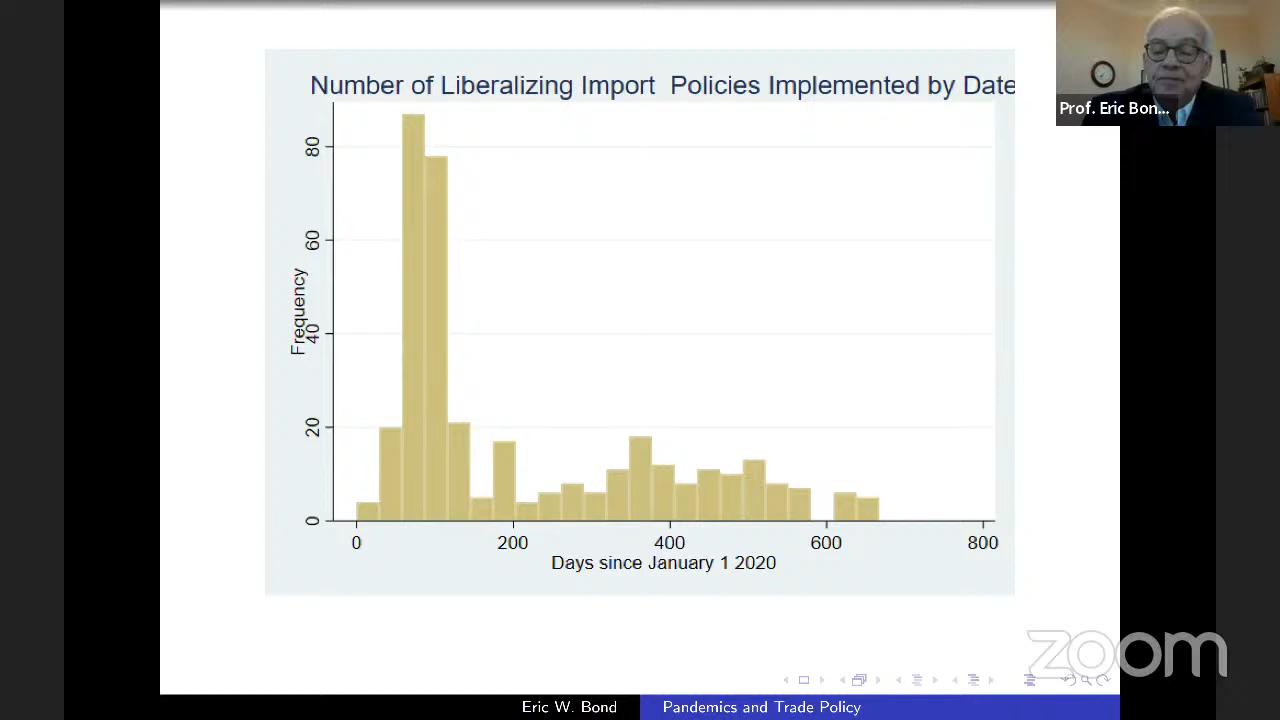 Number of Liberalizing Import Policies Implemented by Date
Prof. Eric Bon...
80
60
40
20
0
Frequency
0 200 400 600 800
Days since January 1 2020
zoom
Eric W. Bond Pandemics and Trade Policy